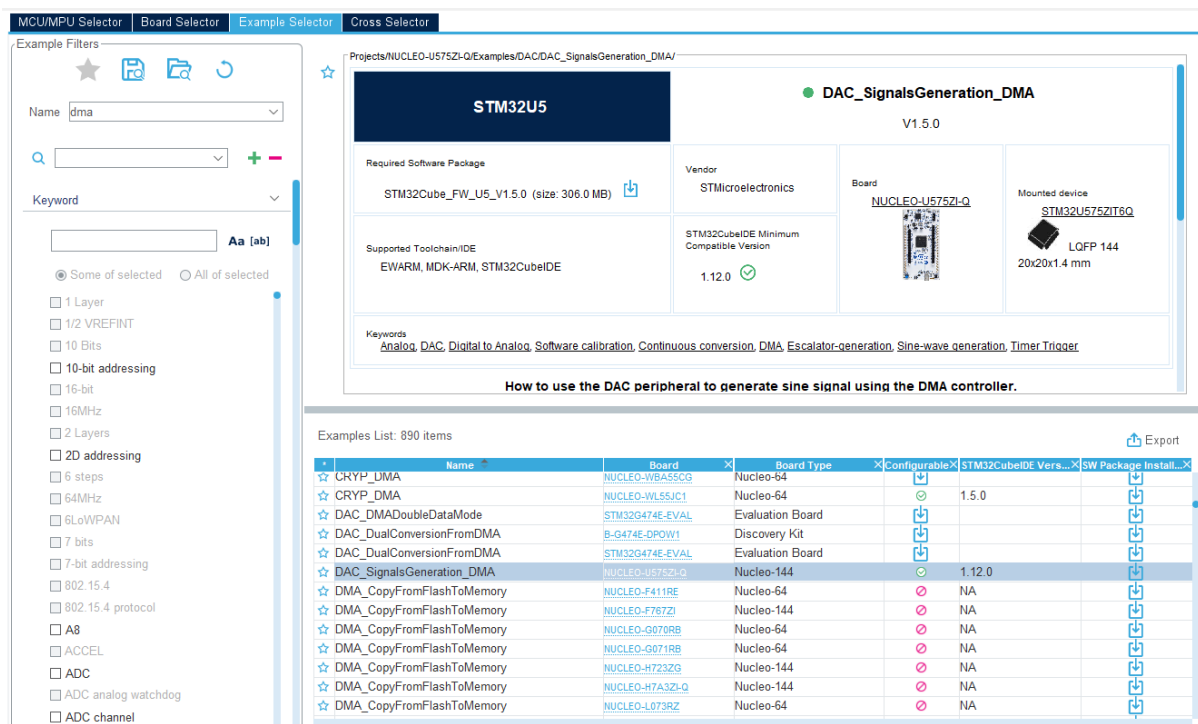 MCU/MPU Selector Board Selector Example Selector Cross Selector
Example Filters
Name dma
Keyword
Aa [ab]
Some of selected All of selected
1 Layer
1/2 VREFINT
10 Bits
10-bit addressing
16-bit
16MHz
2 Layers
2D addressing
6 steps
64MHz
6LoWPAN
7 bits
7-bit addressing
802.15.4
802.15.4 protocol
A8
ACCEL
ADC
ADC analog watchdog
ADC channel
Projects/NUCLEO-U575ZI-Q/Examples/DAC/DAC_SignalsGeneration_DMA/
STM32U5
DAC_SignalsGeneration_DMA
V1.5.0
Required Software Package
STM32Cube_FW_U5_V1.5.0 (size: 306.0 MB)
Vendor
STMicroelectronics
Board
NUCLEO-U575ZI-Q
Mounted device
STM32U575ZIT6Q
LQFP 144
20x20x1.4 mm
Supported Toolchain/IDE
EWARM, MDK-ARM, STM32CubeIDE
STM32CubeIDE Minimum
Compatible Version
1.12.0
Keywords
Analog, DAC, Digital to Analog, Software calibration, Continuous conversion, DMA, Escalator-generation, Sine-wave generation, Timer Trigger
How to use the DAC peripheral to generate sine signal using the DMA controller.
Examples List: 890 items
Export
* Name Board Board Type Configurable STM32CubeIDE Vers... SW Package Install...
CRYP_DMA NUCLEO-WBA55CG Nucleo-64
CRYP_DMA NUCLEO-WL55JC1 Nucleo-64 1.5.0
DAC_DMADoubleDataMode STM32G474E-EVAL Evaluation Board
DAC_DualConversionFromDMA B-G474E-DPOW1 Discovery Kit
DAC_DualConversionFromDMA STM32G474E-EVAL Evaluation Board
DAC_SignalsGeneration_DMA NUCLEO-U575ZI-Q Nucleo-144 1.12.0
DMA_CopyFromFlashToMemory NUCLEO-F411RE Nucleo-64 NA
DMA_CopyFromFlashToMemory NUCLEO-F767ZI Nucleo-144 NA
DMA_CopyFromFlashToMemory NUCLEO-G070RB Nucleo-64 NA
DMA_CopyFromFlashToMemory NUCLEO-G071RB Nucleo-64 NA
DMA_CopyFromFlashToMemory NUCLEO-H723ZG Nucleo-144 NA
DMA_CopyFromFlashToMemory NUCLEO-H7A3ZI-Q Nucleo-144 NA
DMA_CopyFromFlashToMemory NUCLEO-L073RZ Nucleo-64 NA